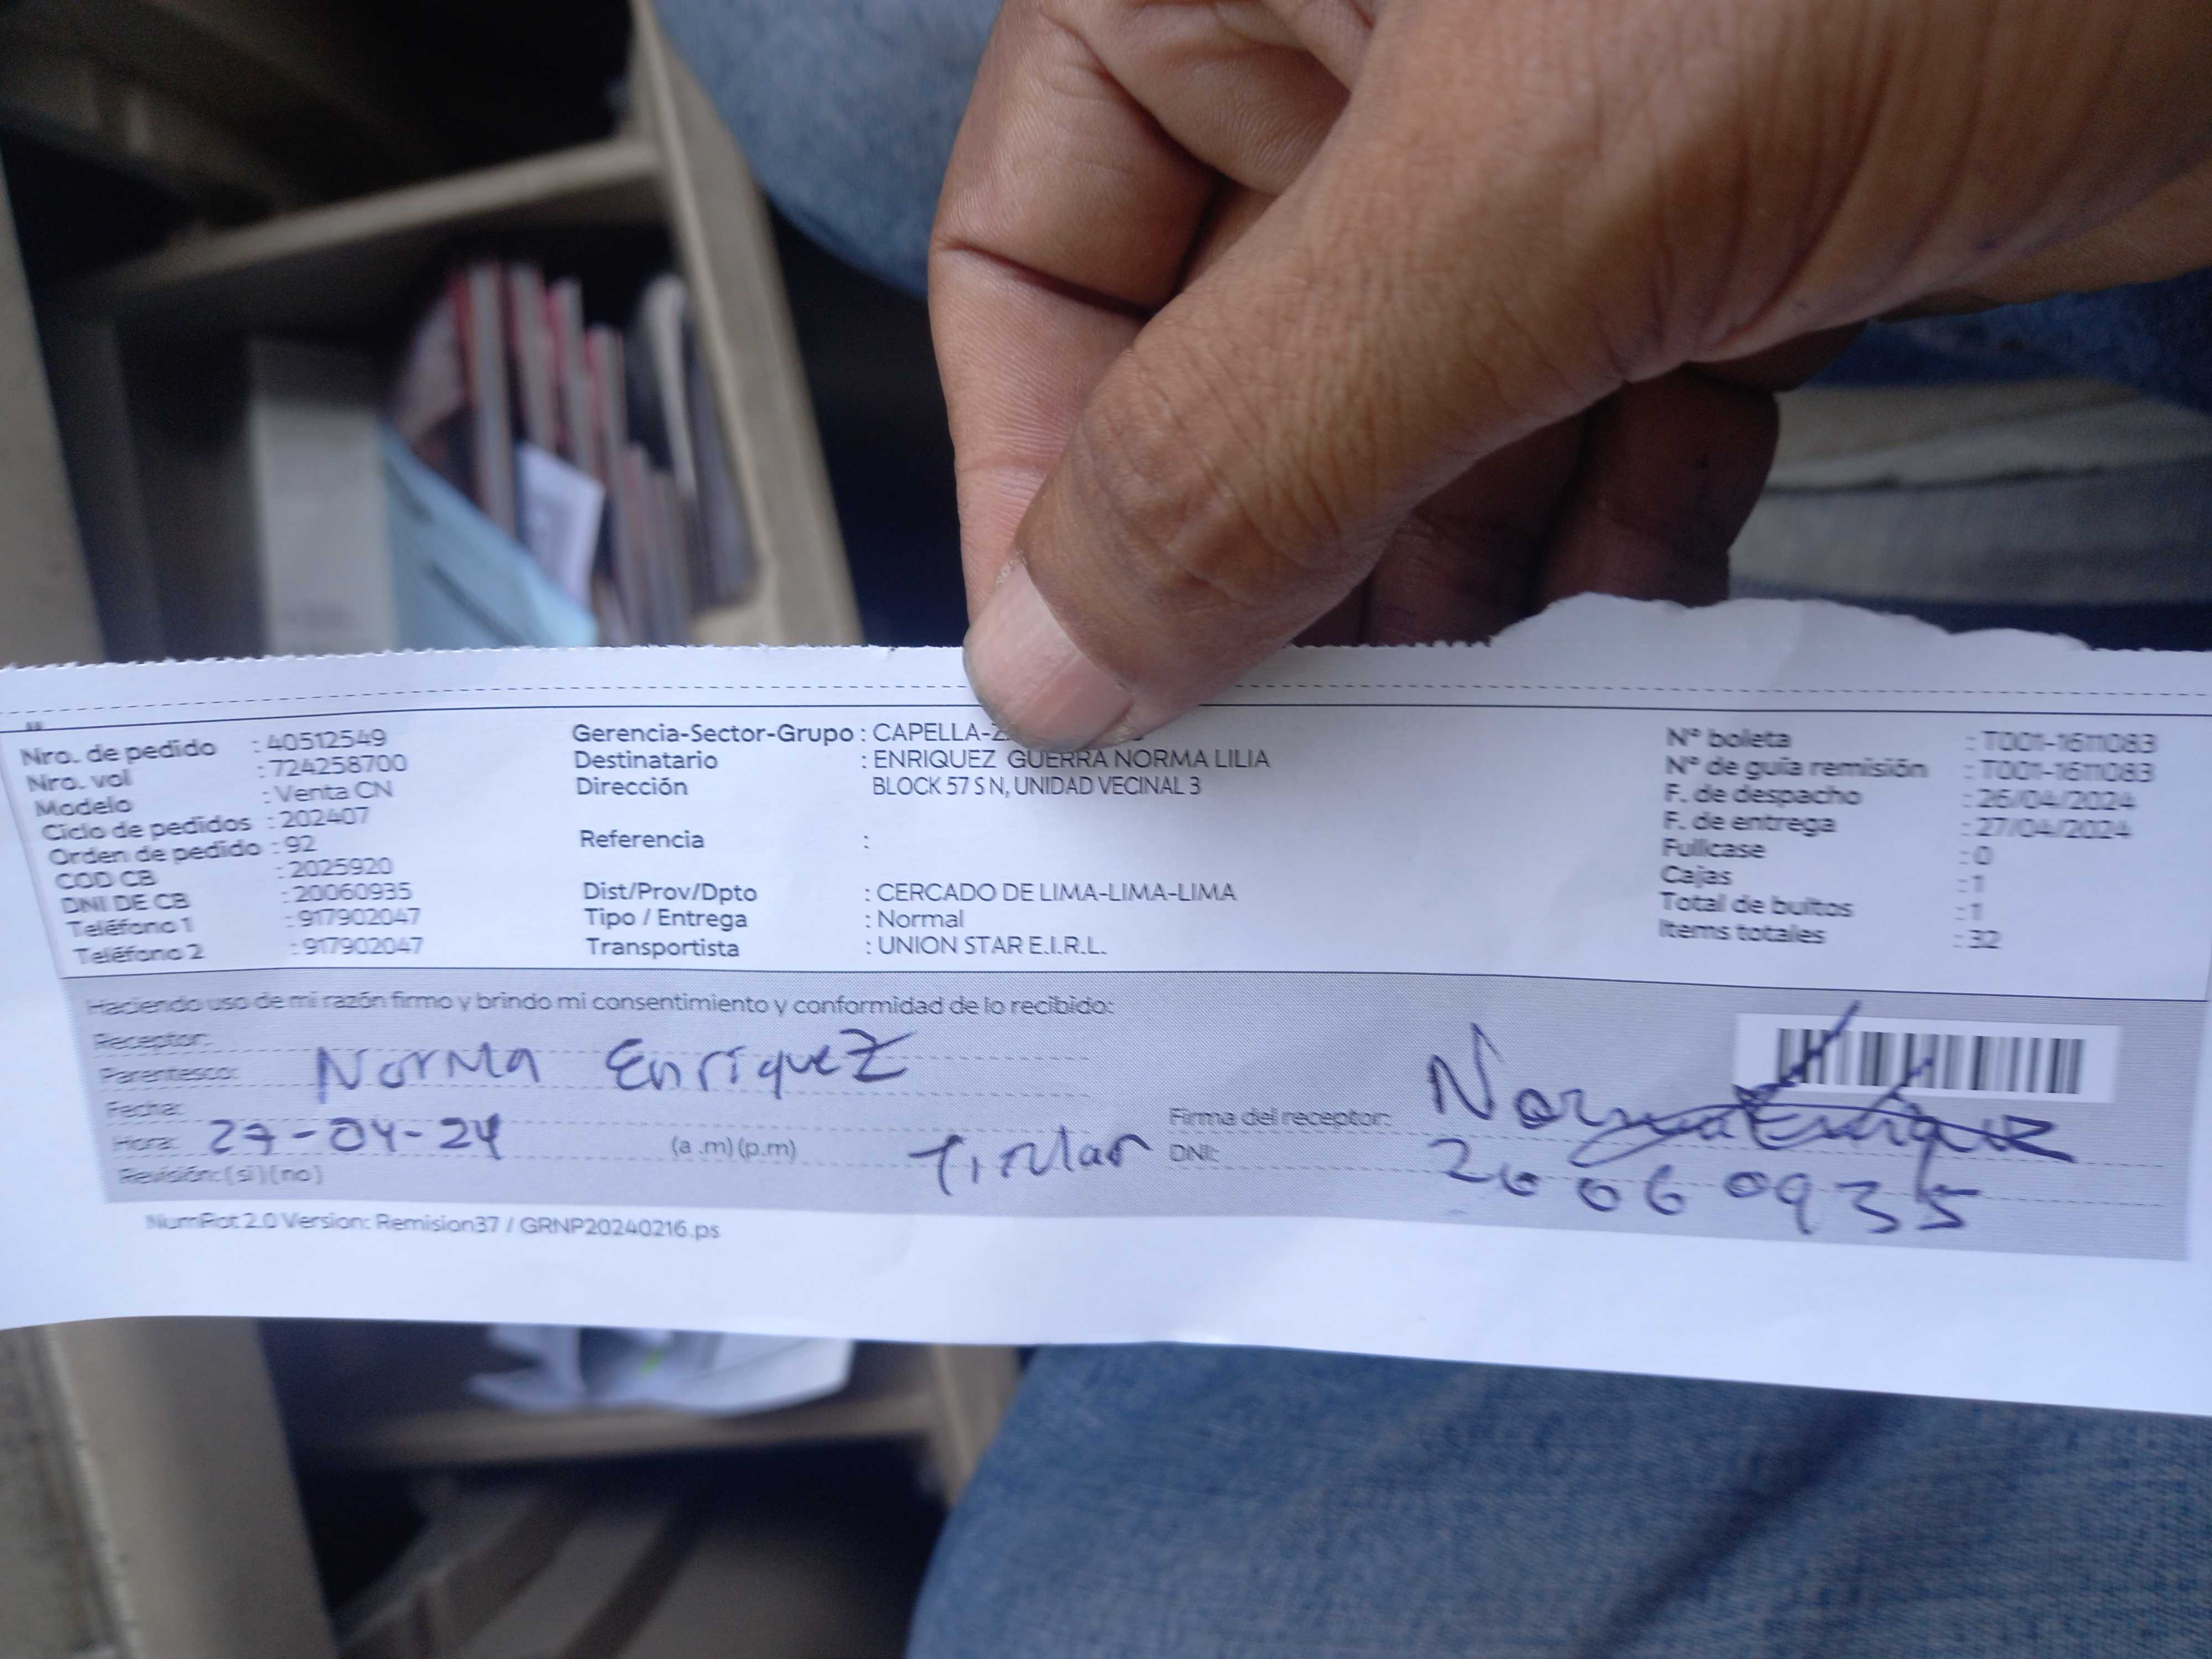 Nro. de pedido : 40512549
Nro. vol : 724258700
Modelo : Venta CN
Ciclo de pedidos : 202407
Orden de pedido : 92
COD CB : 2025920
DNI DE CB : 20060935
Teléfono 1 : 917902047
Teléfono 2 : 917902047
Gerencia-Sector-Grupo : CAPELLA-
Destinatario : ENRIQUEZ GUERRA NORMA LILIA
Dirección BLOCK 57 S N, UNIDAD VECINAL 3
Referencia :
Dist/Prov/Dpto : CERCADO DE LIMA-LIMA-LIMA
Tipo / Entrega : Normal
Transportista : UNION STAR E.I.R.L.
N° boleta : T001-1611083
N° de guía remisión : T001-1611083
F. de despacho : 26/04/2024
F. de entrega : 27/04/2024
Fullcase : 0
Cajas : 1
Total de bultos : 1
Items totales : 32
Haciendo uso de mi razón firmo y brindo mi consentimiento y conformidad de lo recibido:
Receptor:
Parentesco: Norma Enriquez
Fecha:
Hora: 27-04-24 (a .m) (p.m) Titular
Revisión: ( si ) ( no )
Firma del receptor: Norma Enriquez
DNI: 20060935
NumRot 2.0 Version: Remision37 / GRNP20240216.ps